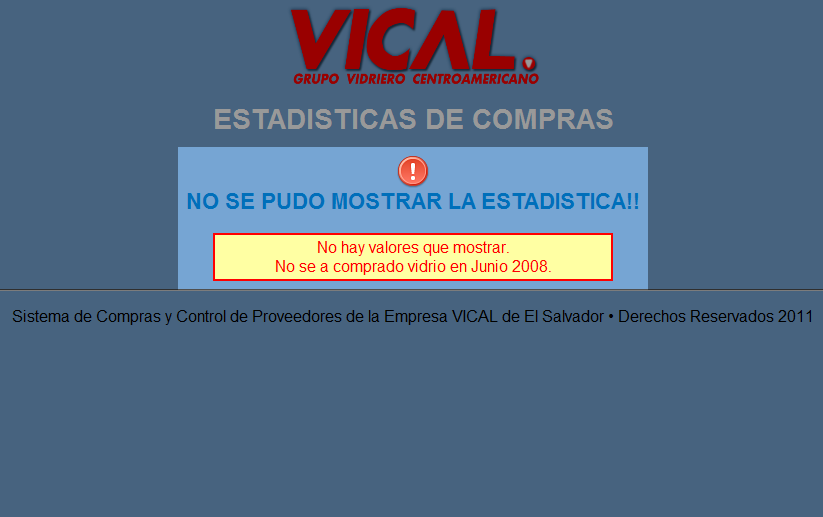 VICAL.
GRUPO VIDRIERO CENTROAMERICANO
ESTADISTICAS DE COMPRAS
!
NO SE PUDO MOSTRAR LA ESTADISTICA!!
No hay valores que mostrar.
No se a comprado vidrio en Junio 2008.
Sistema de Compras y Control de Proveedores de la Empresa VICAL de El Salvador • Derechos Reservados 2011